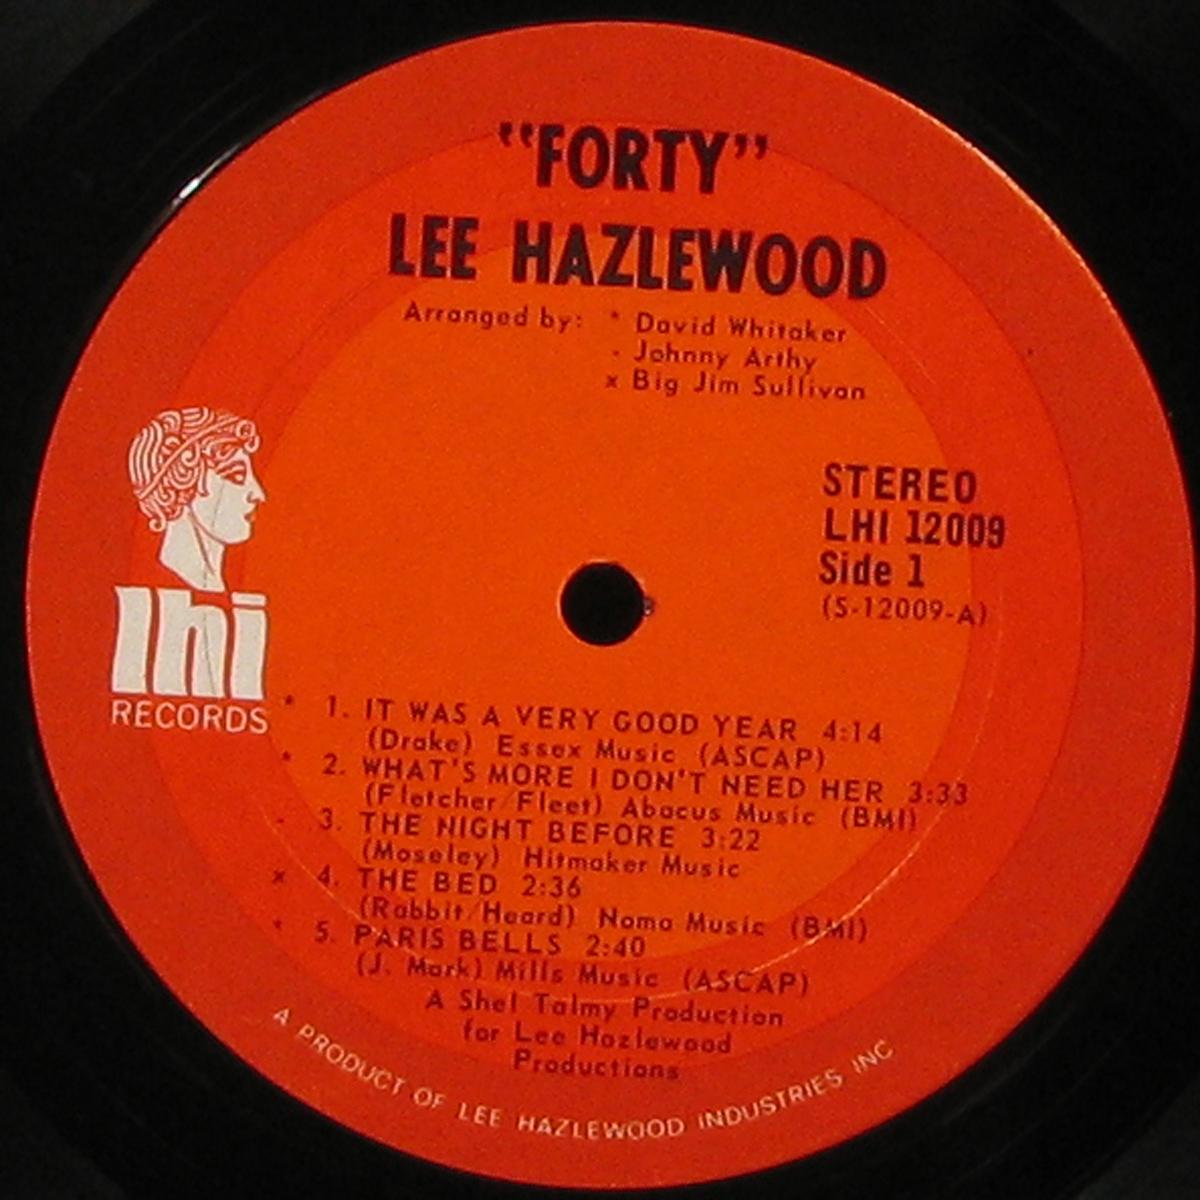 "FORTY"
LEE HAZLEWOOD
Arranged by: * David Whitaker
- Johnny Arthy
x Big Jim Sullivan
STEREO
LHI 12009
Side 1
(S-12009-A)
lhi
RECORDS
* 1. IT WAS A VERY GOOD YEAR 4:14
(Drake) Essex Music (ASCAP)
* 2. WHAT'S MORE I DON'T NEED HER 3:33
(Fletcher/Fleet) Abacus Music (BMI)
- 3. THE NIGHT BEFORE 3:22
(Moseley) Hitmaker Music
x 4. THE BED 2:36
(Rabbit/Heard) Noma Music (BMI)
* 5. PARIS BELLS 2:40
(J. Mark) Mills Music (ASCAP)
A Shel Talmy Production
for Lee Hazlewood
Productions
A PRODUCT OF LEE HAZLEWOOD INDUSTRIES INC